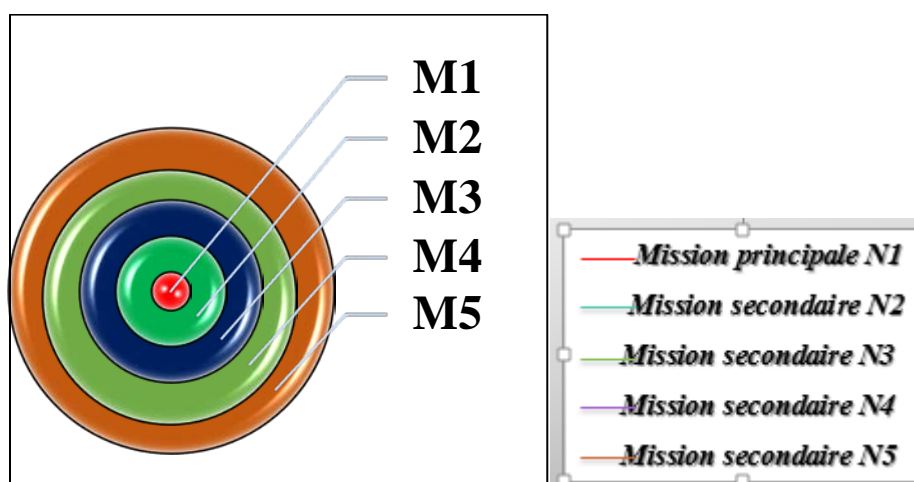 M1
M2
M3
M4
M5
Mission principale N1
Mission secondaire N2
Mission secondaire N3
Mission secondaire N4
Mission secondaire N5